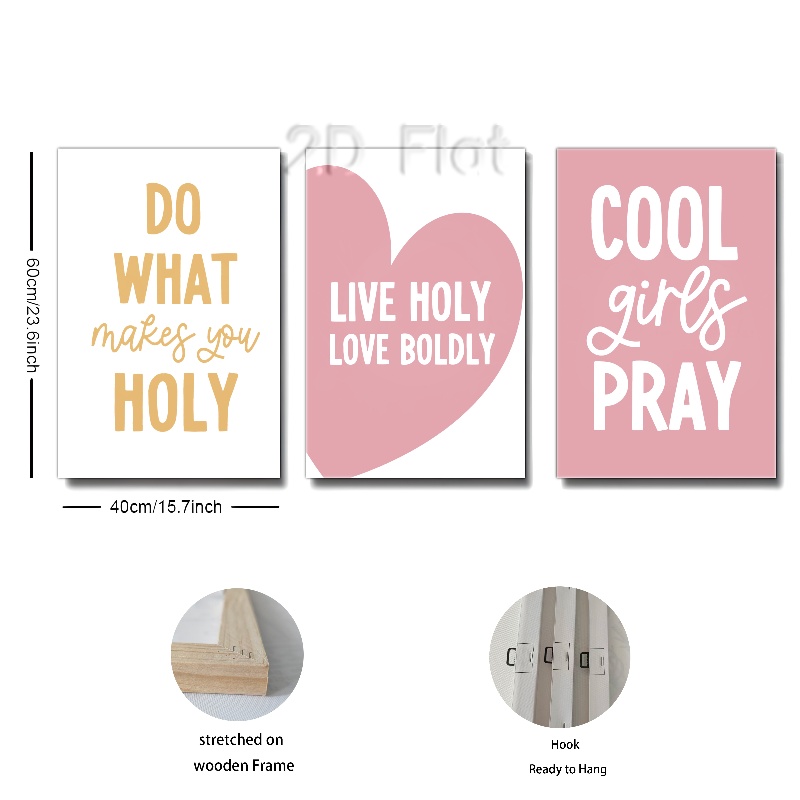 2D Flat
60cm/23.6inch
DO
WHAT
makes you
HOLY
LIVE HOLY
LOVE BOLDLY
COOL
girls
PRAY
40cm/15.7inch
stretched on
wooden Frame
Hook
Ready to Hang